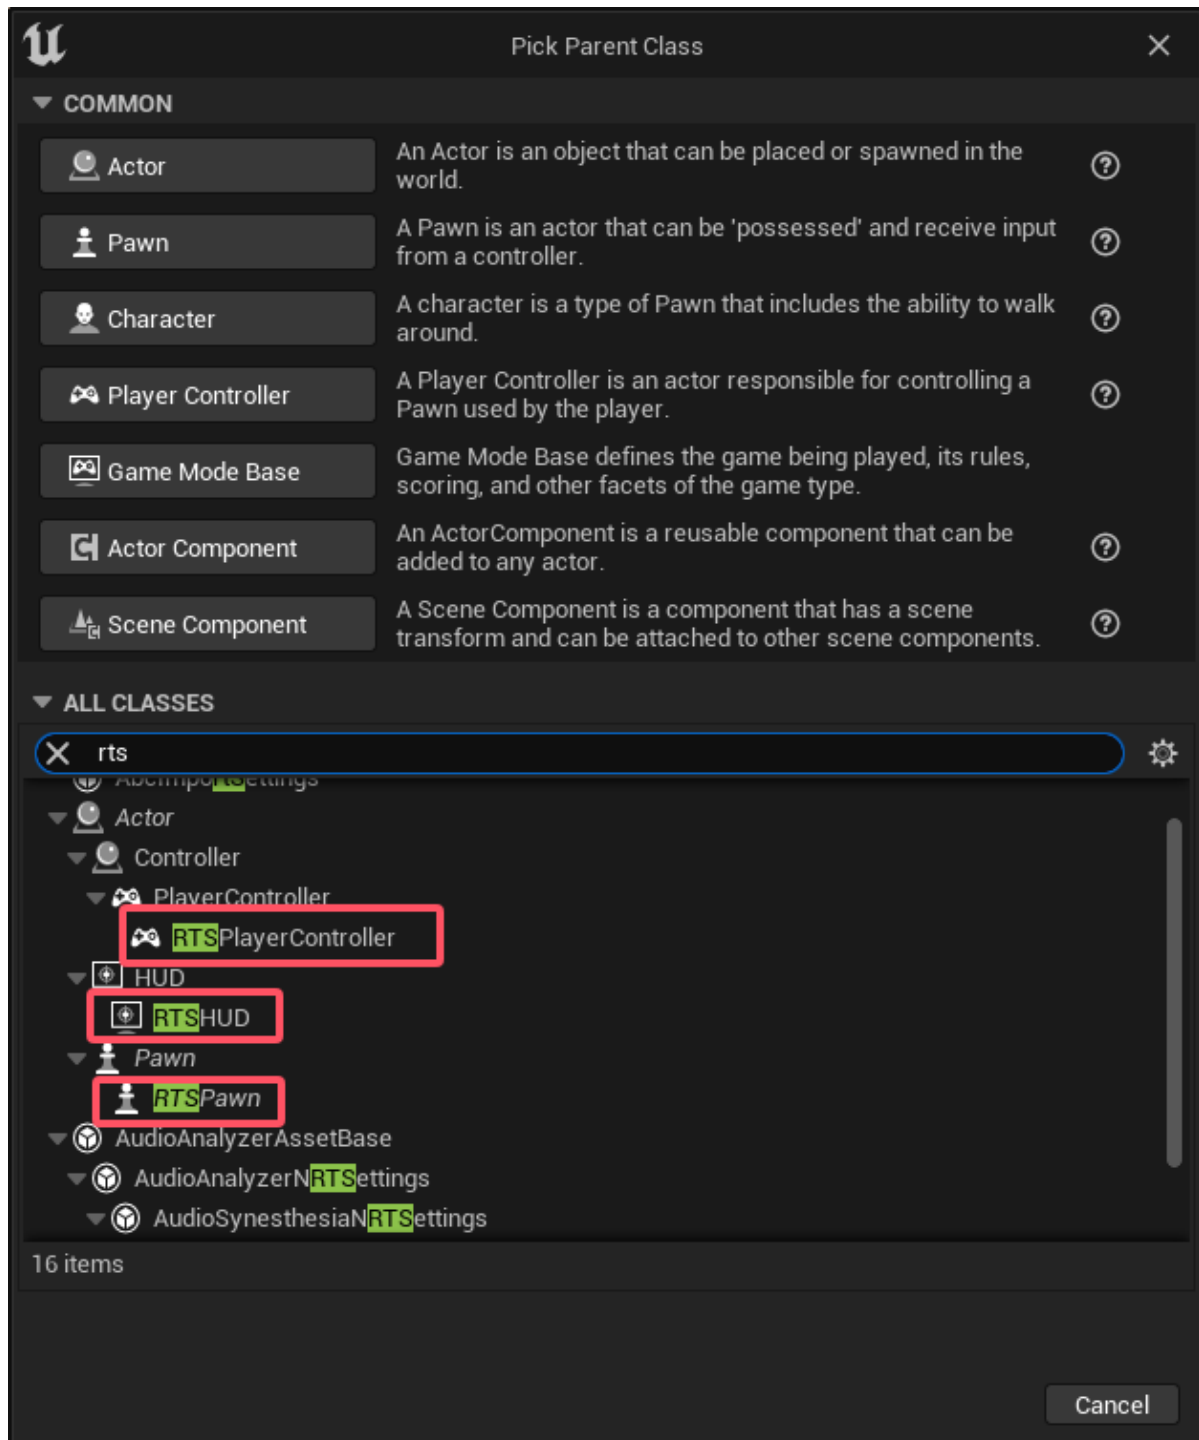 Pick Parent Class
COMMON
Actor
An Actor is an object that can be placed or spawned in the
world.
Pawn
A Pawn is an actor that can be 'possessed' and receive input
from a controller.
Character
A character is a type of Pawn that includes the ability to walk
around.
Player Controller
A Player Controller is an actor responsible for controlling a
Pawn used by the player.
Game Mode Base
Game Mode Base defines the game being played, its rules,
scoring, and other facets of the game type.
Actor Component
An ActorComponent is a reusable component that can be
added to any actor.
Scene Component
A Scene Component is a component that has a scene
transform and can be attached to other scene components.
ALL CLASSES
rts
AbcImportSettings
Actor
Controller
PlayerController
RTSPlayerController
HUD
RTSHUD
Pawn
RTSPawn
AudioAnalyzerAssetBase
AudioAnalyzerNRTSettings
AudioSynesthesiaNRTSettings
16 items
Cancel